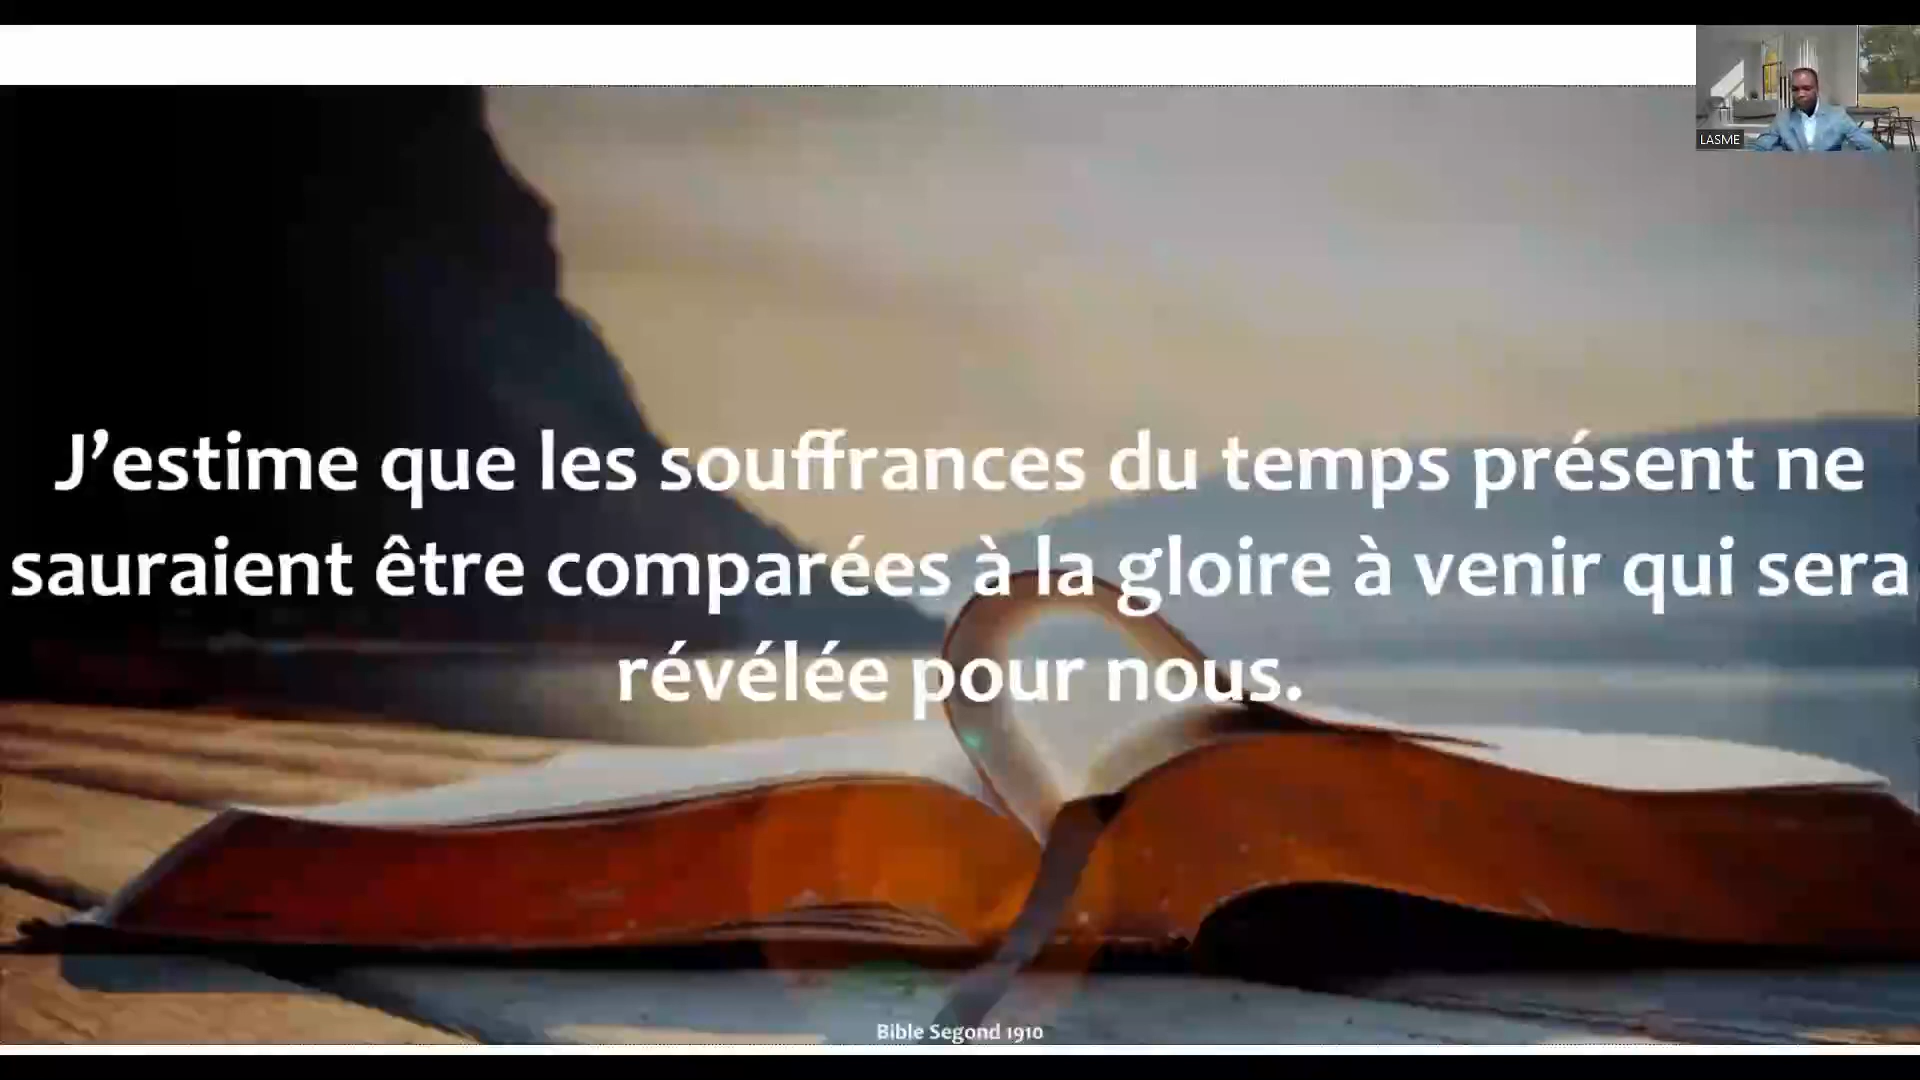 LASME
J’estime que les souffrances du temps présent ne
sauraient être comparées à la gloire à venir qui sera
révélée pour nous.
Bible Segond 1910